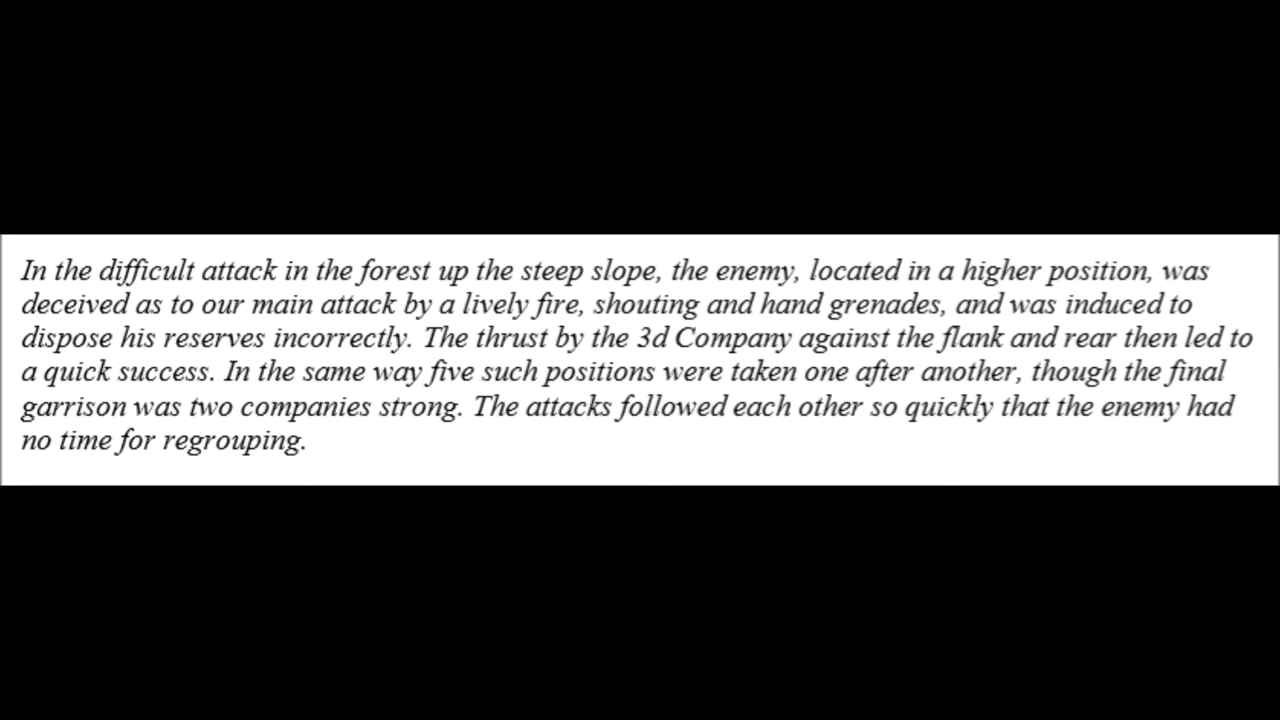 In the difficult attack in the forest up the steep slope, the enemy, located in a higher position, was
deceived as to our main attack by a lively fire, shouting and hand grenades, and was induced to
dispose his reserves incorrectly. The thrust by the 3d Company against the flank and rear then led to
a quick success. In the same way five such positions were taken one after another, though the final
garrison was two companies strong. The attacks followed each other so quickly that the enemy had
no time for regrouping.